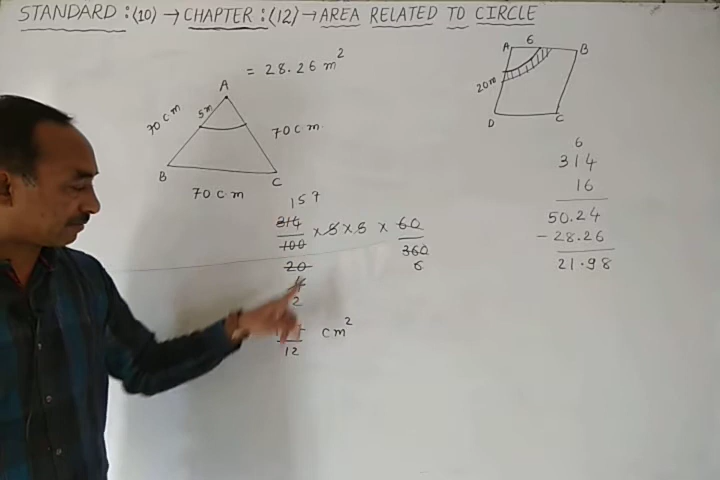 STANDARD:(10) → CHAPTER:(12) → AREA RELATED TO CIRCLE
= 28.26 m²
A
5m
70 cm
70 cm
B
C
70 cm
157
314/100 × 5 × 5 × 60/360
20
6
4
2
/12 cm²
A 6 B
20m
D C
6
314
16
50.24
- 28.26
21.98